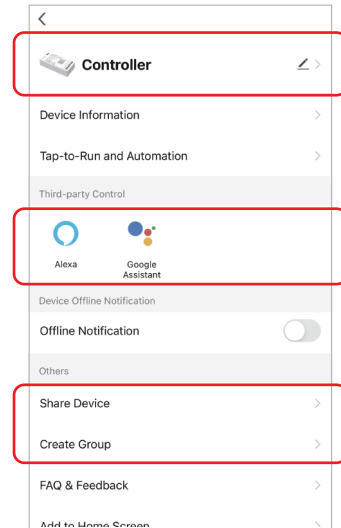 Controller
Device Information
Tap-to-Run and Automation
Third-party Control
Alexa
Google
Assistant
Device Offline Notification
Offline Notification
Others
Share Device
Create Group
FAQ & Feedback
Add to Home Screen